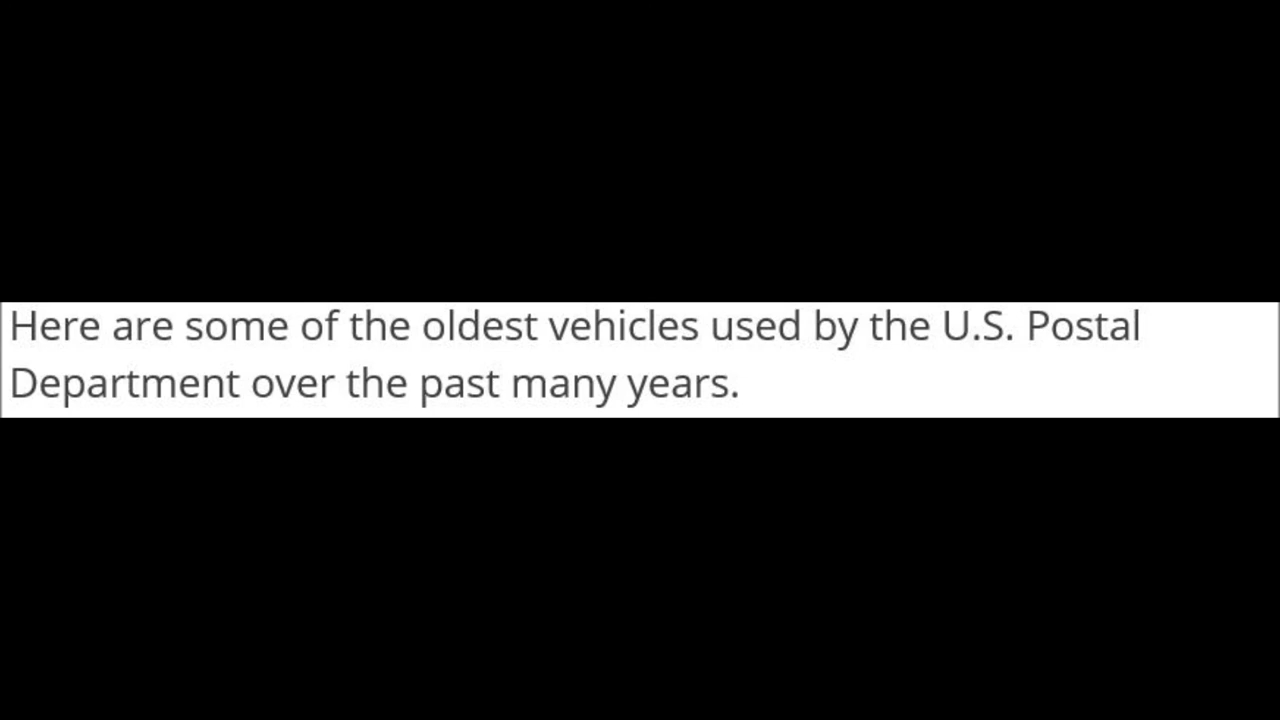 Here are some of the oldest vehicles used by the U.S. Postal
Department over the past many years.